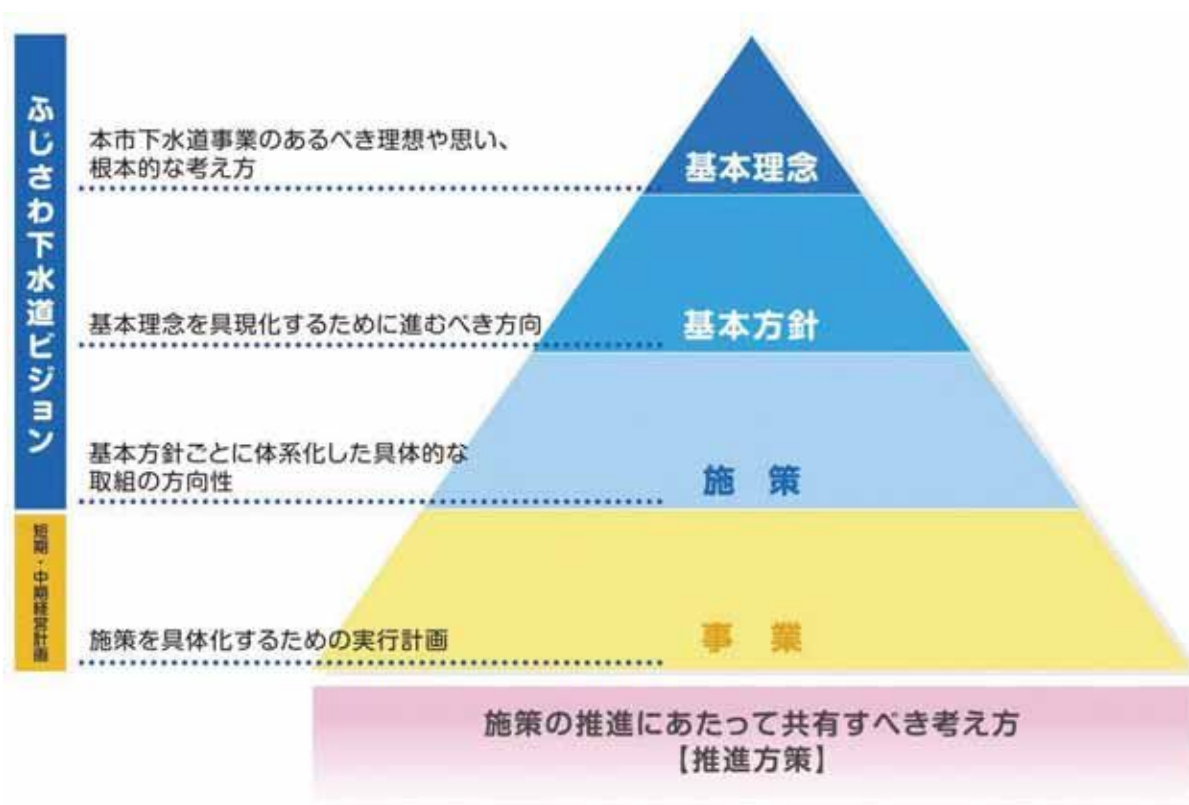 ふじさわ下水道ビジョン
本市下水道事業のあるべき理想や思い、
根本的な考え方
基本理念
基本理念を具現化するために進むべき方向
基本方針
基本方針ごとに体系化した具体的な
取組の方向性
施 策
短期・中期経営計画
施策を具体化するための実行計画
事 業
施策の推進にあたって共有すべき考え方
【推進方策】